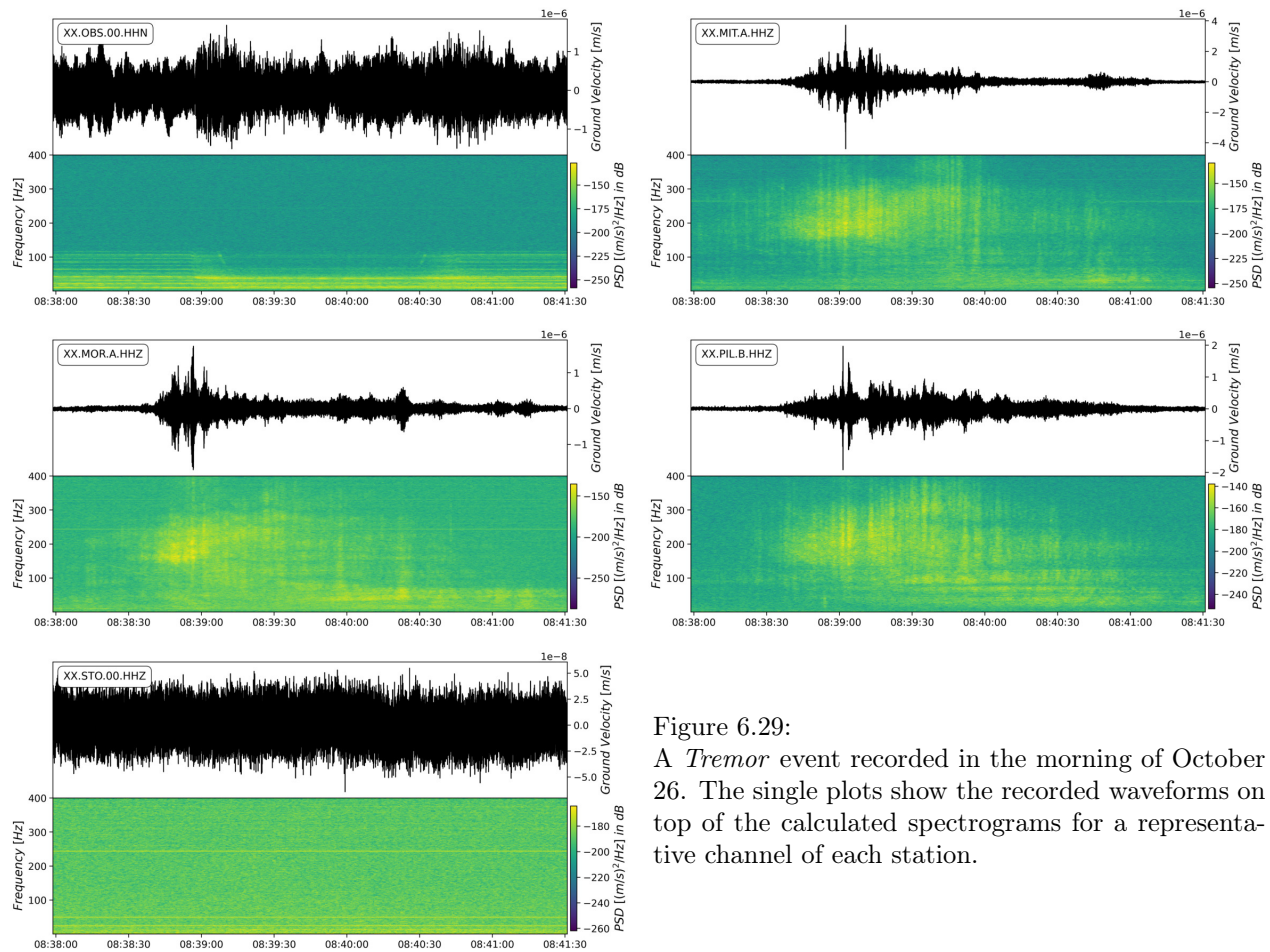 1e−6
XX.OBS.00.HHN
1
0
−1
Ground Velocity [m/s]
400
300
200
100
Frequency [Hz]
−150
−175
−200
−225
−250
PSD [(m/s)²/Hz] in dB
08:38:00 08:38:30 08:39:00 08:39:30 08:40:00 08:40:30 08:41:00 08:41:30
1e−6
XX.MIT.A.HHZ
4
2
0
−2
−4
Ground Velocity [m/s]
400
300
200
100
Frequency [Hz]
−150
−175
−200
−225
−250
PSD [(m/s)²/Hz] in dB
08:38:00 08:38:30 08:39:00 08:39:30 08:40:00 08:40:30 08:41:00 08:41:30
1e−6
XX.MOR.A.HHZ
1
0
−1
Ground Velocity [m/s]
400
300
200
100
Frequency [Hz]
−150
−200
−250
PSD [(m/s)²/Hz] in dB
08:38:00 08:38:30 08:39:00 08:39:30 08:40:00 08:40:30 08:41:00 08:41:30
1e−6
XX.PIL.B.HHZ
2
1
0
−1
−2
Ground Velocity [m/s]
400
300
200
100
Frequency [Hz]
−140
−160
−180
−200
−220
−240
PSD [(m/s)²/Hz] in dB
08:38:00 08:38:30 08:39:00 08:39:30 08:40:00 08:40:30 08:41:00 08:41:30
1e−8
XX.STO.00.HHZ
5.0
2.5
0.0
−2.5
−5.0
Ground Velocity [m/s]
400
300
200
100
Frequency [Hz]
−180
−200
−220
−240
−260
PSD [(m/s)²/Hz] in dB
08:38:00 08:38:30 08:39:00 08:39:30 08:40:00 08:40:30 08:41:00 08:41:30
Figure 6.29:
A Tremor event recorded in the morning of October
26. The single plots show the recorded waveforms on
top of the calculated spectrograms for a representa-
tive channel of each station.